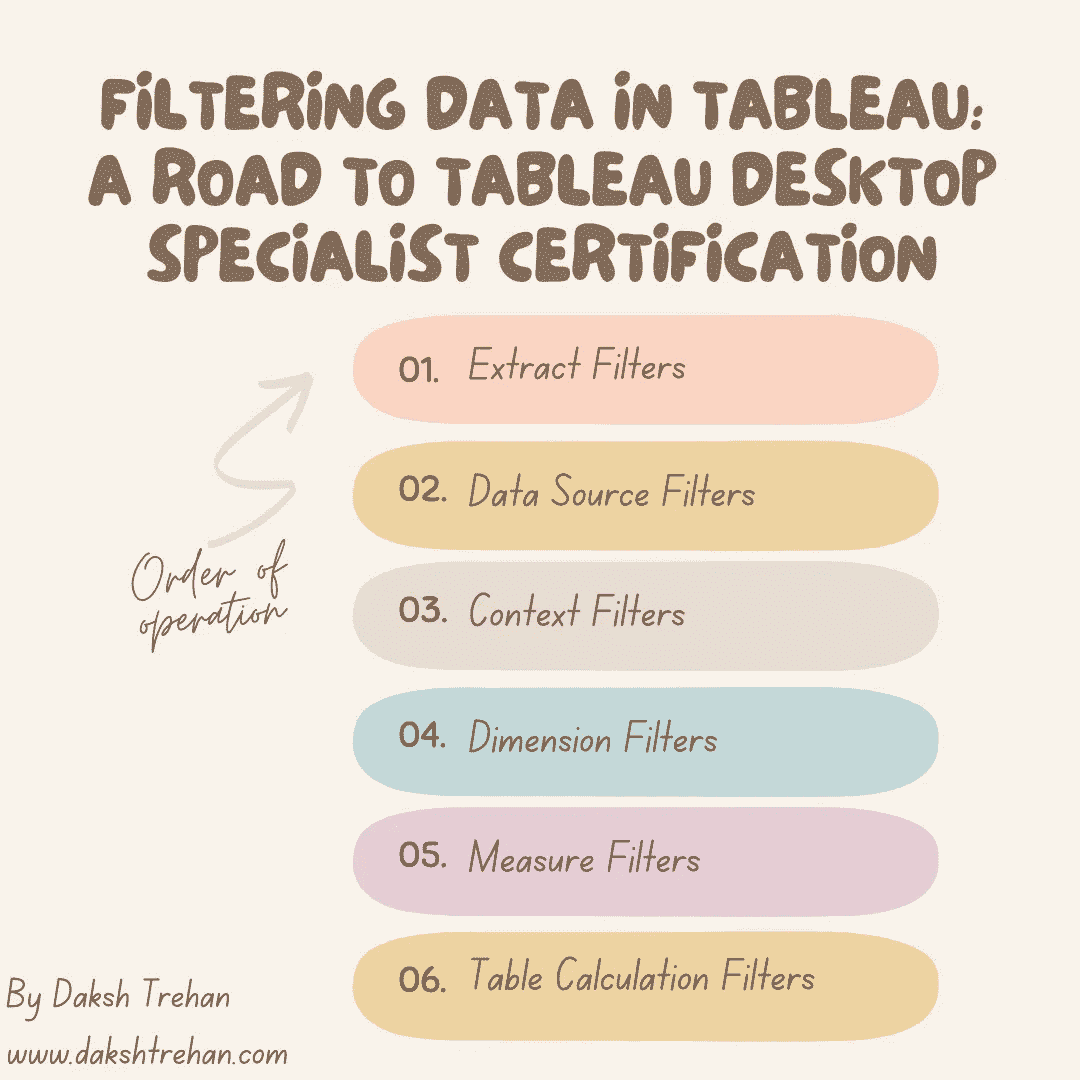 FiLTERiNG DATA iN TABLEAU:
A ROAD TO TABLEAU DESKTOP
SPECiALiST CERTiFiCATiON
01. Extract Filters
02. Data Source Filters
Order of
operation
03. Context Filters
04. Dimension Filters
05. Measure Filters
06. Table Calculation Filters
By Daksh Trehan
www.dakshtrehan.com